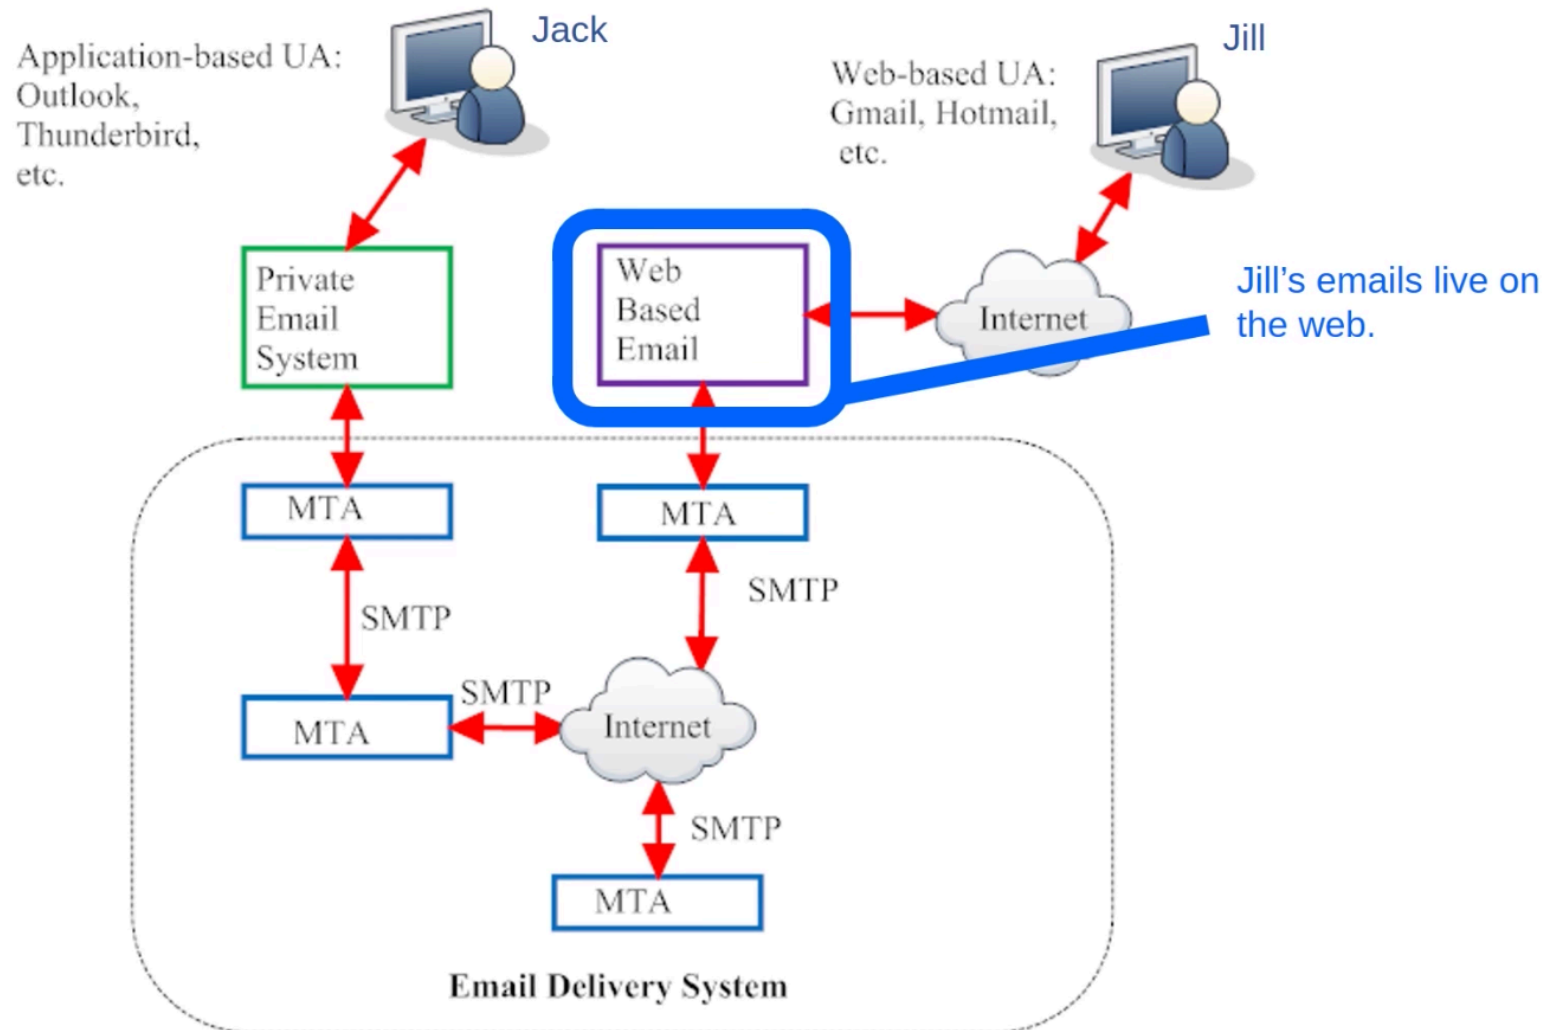 Jack
Application-based UA:
Outlook,
Thunderbird,
etc.
Jill
Web-based UA:
Gmail, Hotmail,
etc.
Private
Email
System
Web
Based
Email
Internet
Jill’s emails live on
the web.
MTA
MTA
SMTP
SMTP
MTA
SMTP
Internet
SMTP
MTA
Email Delivery System